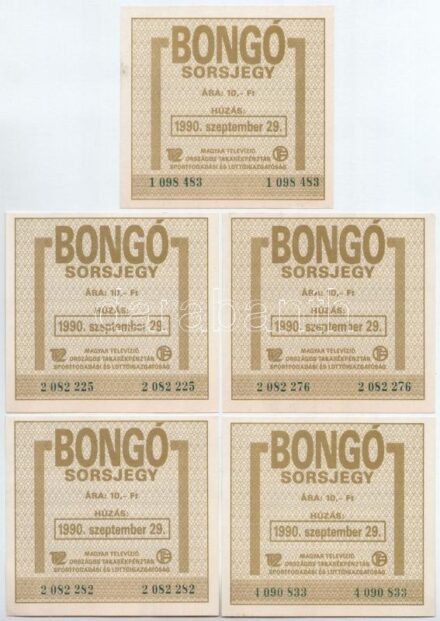 BONGÓ
SORSJEGY
ÁRA: 10,- Ft
HÚZÁS:
1990. szeptember 29.
MAGYAR TELEVÍZIÓ
ORSZÁGOS TAKARÉKPÉNZTÁR
SPORTFOGADÁSI ÉS LOTTÓIGAZGATÓSÁG
1 098 483 1 098 483
BONGÓ
SORSJEGY
ÁRA: 10,- Ft
HÚZÁS:
1990. szeptember 29.
MAGYAR TELEVÍZIÓ
ORSZÁGOS TAKARÉKPÉNZTÁR
SPORTFOGADÁSI ÉS LOTTÓIGAZGATÓSÁG
2 082 225 2 082 225
BONGÓ
SORSJEGY
ÁRA: 10,- Ft
HÚZÁS:
1990. szeptember 29.
MAGYAR TELEVÍZIÓ
ORSZÁGOS TAKARÉKPÉNZTÁR
SPORTFOGADÁSI ÉS LOTTÓIGAZGATÓSÁG
2 082 276 2 082 276
BONGÓ
SORSJEGY
ÁRA: 10,- Ft
HÚZÁS:
1990. szeptember 29.
MAGYAR TELEVÍZIÓ
ORSZÁGOS TAKARÉKPÉNZTÁR
SPORTFOGADÁSI ÉS LOTTÓIGAZGATÓSÁG
2 082 282 2 082 282
BONGÓ
SORSJEGY
ÁRA: 10,- Ft
HÚZÁS:
1990. szeptember 29.
MAGYAR TELEVÍZIÓ
ORSZÁGOS TAKARÉKPÉNZTÁR
SPORTFOGADÁSI ÉS LOTTÓIGAZGATÓSÁG
4 090 833 4 090 833